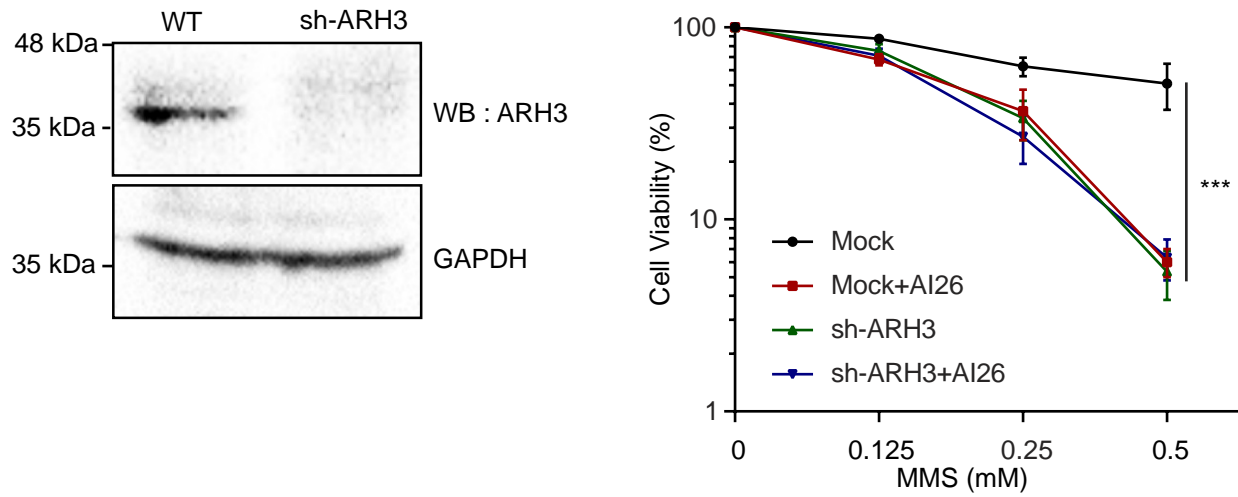 WT sh-ARH3
48 kDa
35 kDa
WB : ARH3
35 kDa
GAPDH
100
10
1
Cell Viability (%)
Mock
Mock+AI26
sh-ARH3
sh-ARH3+AI26
***
0 0.125 0.25 0.5
MMS (mM)